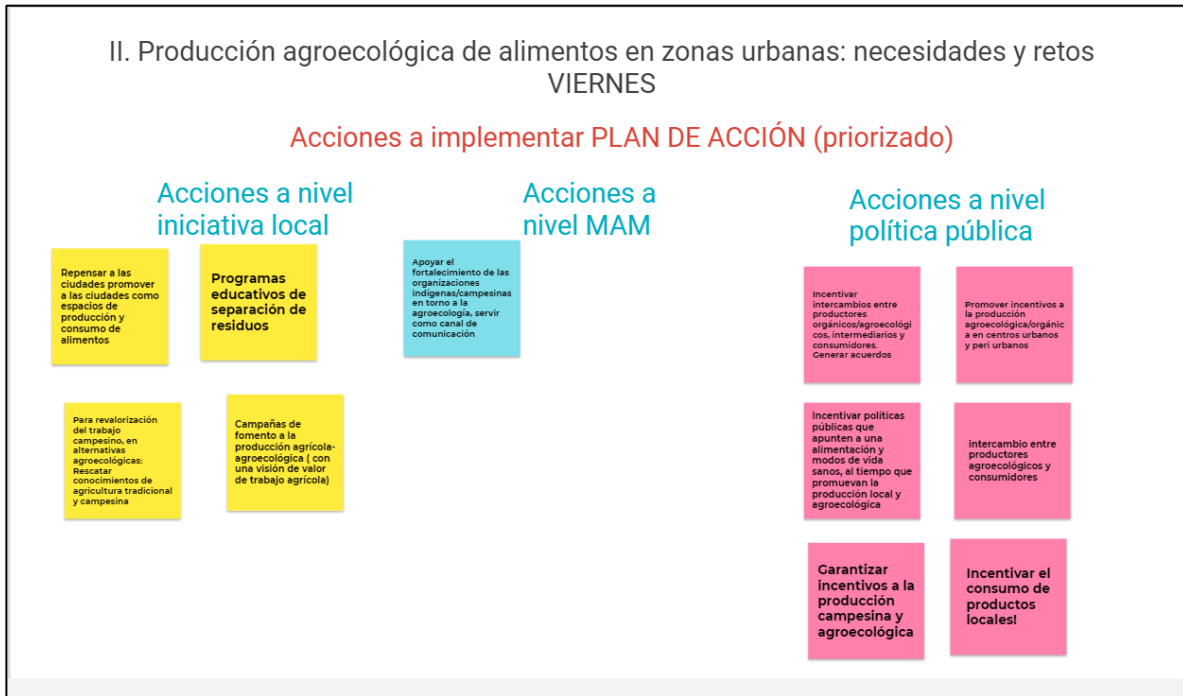 II. Producción agroecológica de alimentos en zonas urbanas: necesidades y retos
VIERNES
Acciones a implementar PLAN DE ACCIÓN (priorizado)
Acciones a nivel
iniciativa local
Repensar a las
ciudades promover
a las ciudades como
espacios de
producción y
consumo de
alimentos
Programas
educativos de
separación de
residuos
Para revalorización
del trabajo
campesino, en
alternativas
agroecológicas:
Rescatar
conocimientos de
agricultura tradicional
y campesina
Campañas de
fomento a la
producción agrícola-
agroecológica ( con
una visión de valor
de trabajo agrícola)
Acciones a
nivel MAM
Apoyar el
fortalecimiento de las
organizaciones
indígenas/campesinas
en torno a la
agroecología, servir
como canal de
comunicación
Acciones a nivel
política pública
Incentivar
intercambios entre
productores
orgánicos/agroecológi
cos, intermediarios y
consumidores.
Generar acuerdos
Promover incentivos a
la producción
agroecológica/orgánic
a en centros urbanos
y peri urbanos
Incentivar políticas
públicas que
apunten a una
alimentación y
modos de vida
sanos, al tiempo que
promuevan la
producción local y
agroecológica
intercambio entre
productores
agroecológicos y
consumidores
Garantizar
incentivos a la
producción
campesina y
agroecológica
Incentivar el
consumo de
productos
locales!